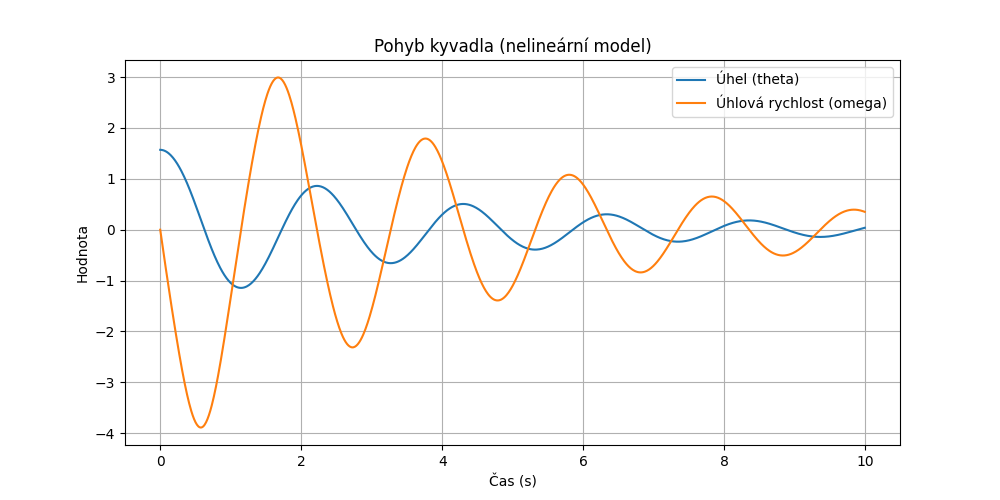 Pohyb kyvadla (nelineární model)
Úhel (theta)
Úhlová rychlost (omega)
Hodnota
3
2
1
0
−1
−2
−3
−4
0 2 4 6 8 10
Čas (s)